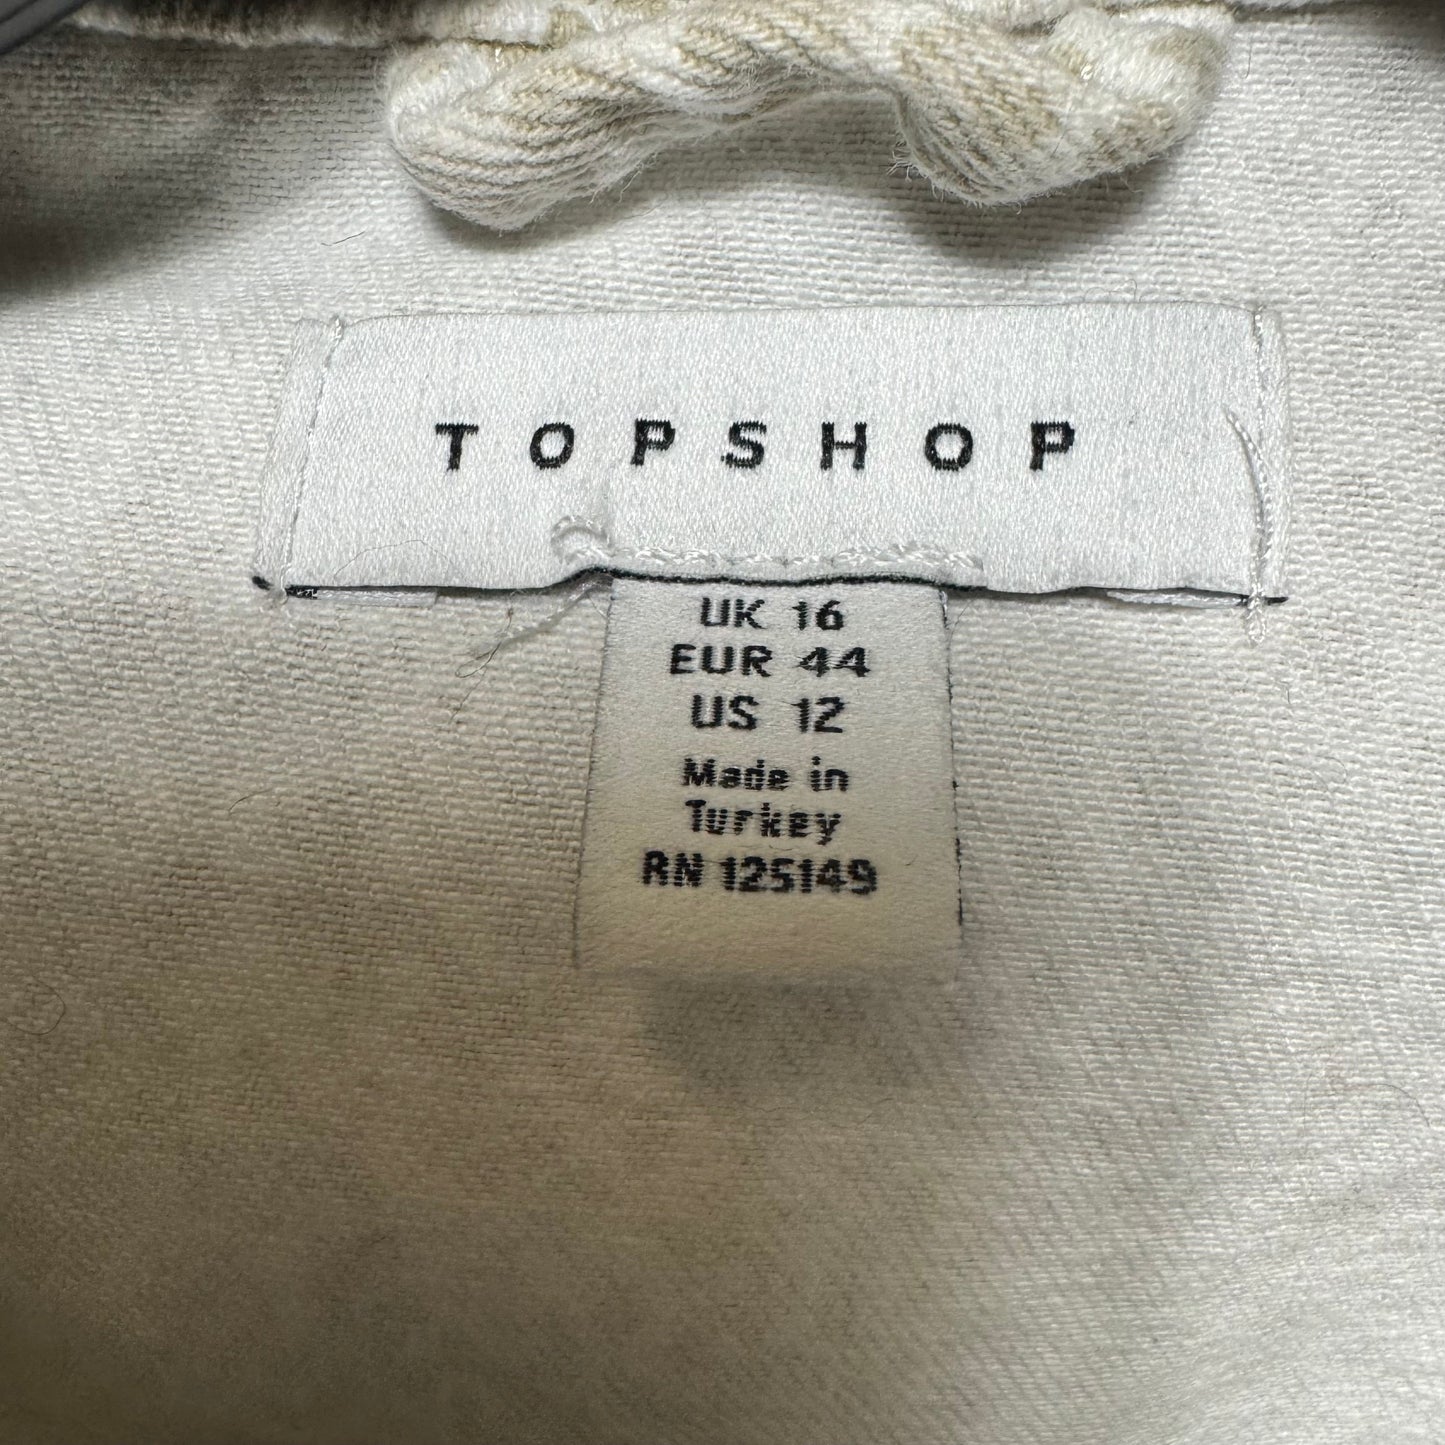 TOPSHOP
UK 16
EUR 44
US 12
Made in
Turkey
RN 125149